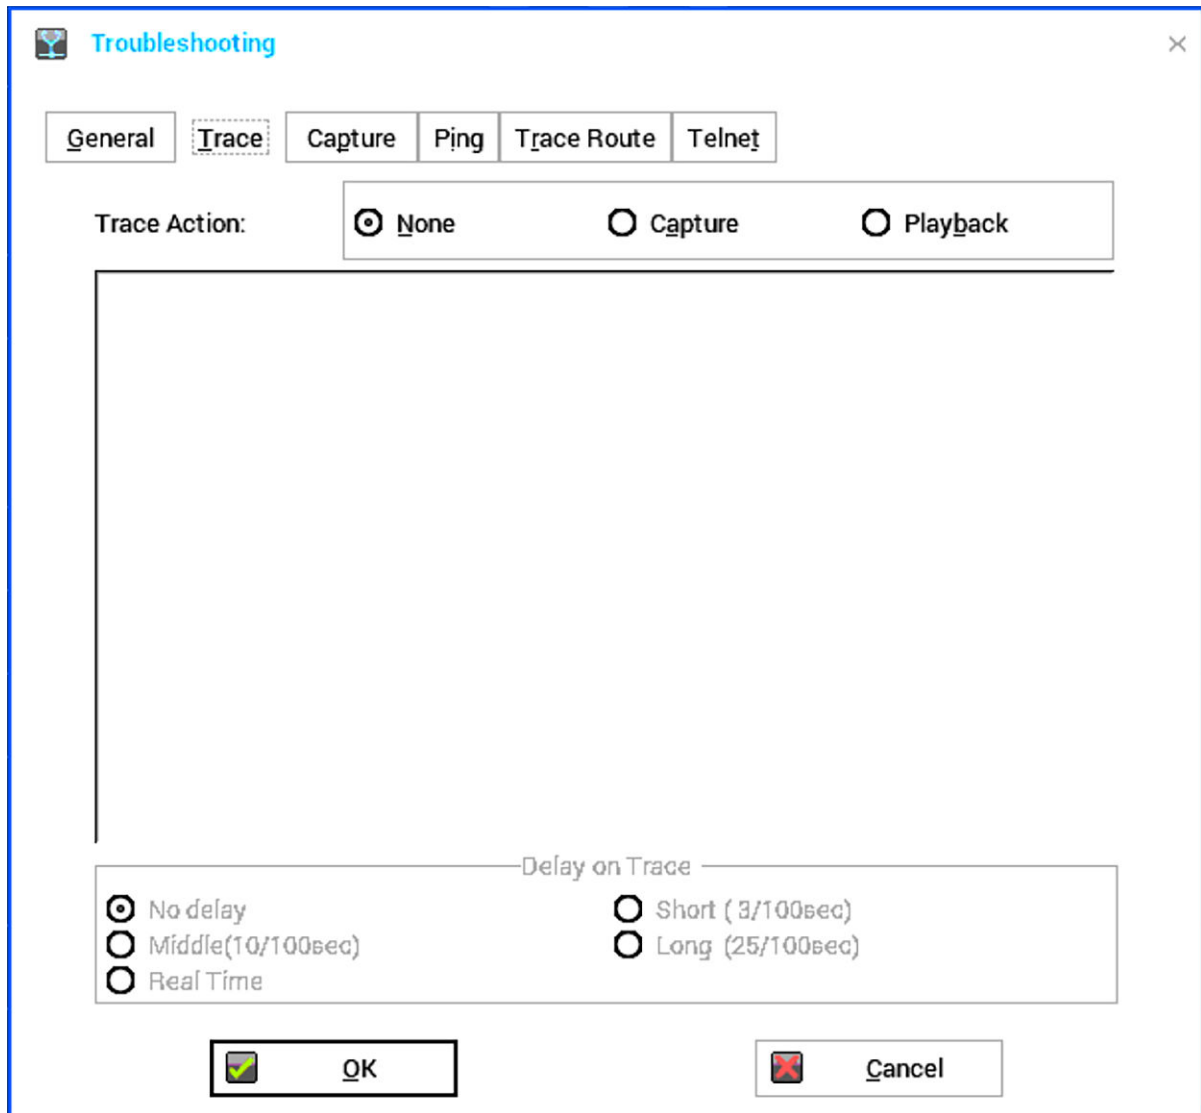 Troubleshooting
General Trace Capture Ping Trace Route Telnet
Trace Action: None Capture Playback
Delay on Trace
No delay Short ( 3/100sec)
Middle(10/100sec) Long (25/100sec)
Real Time
OK Cancel